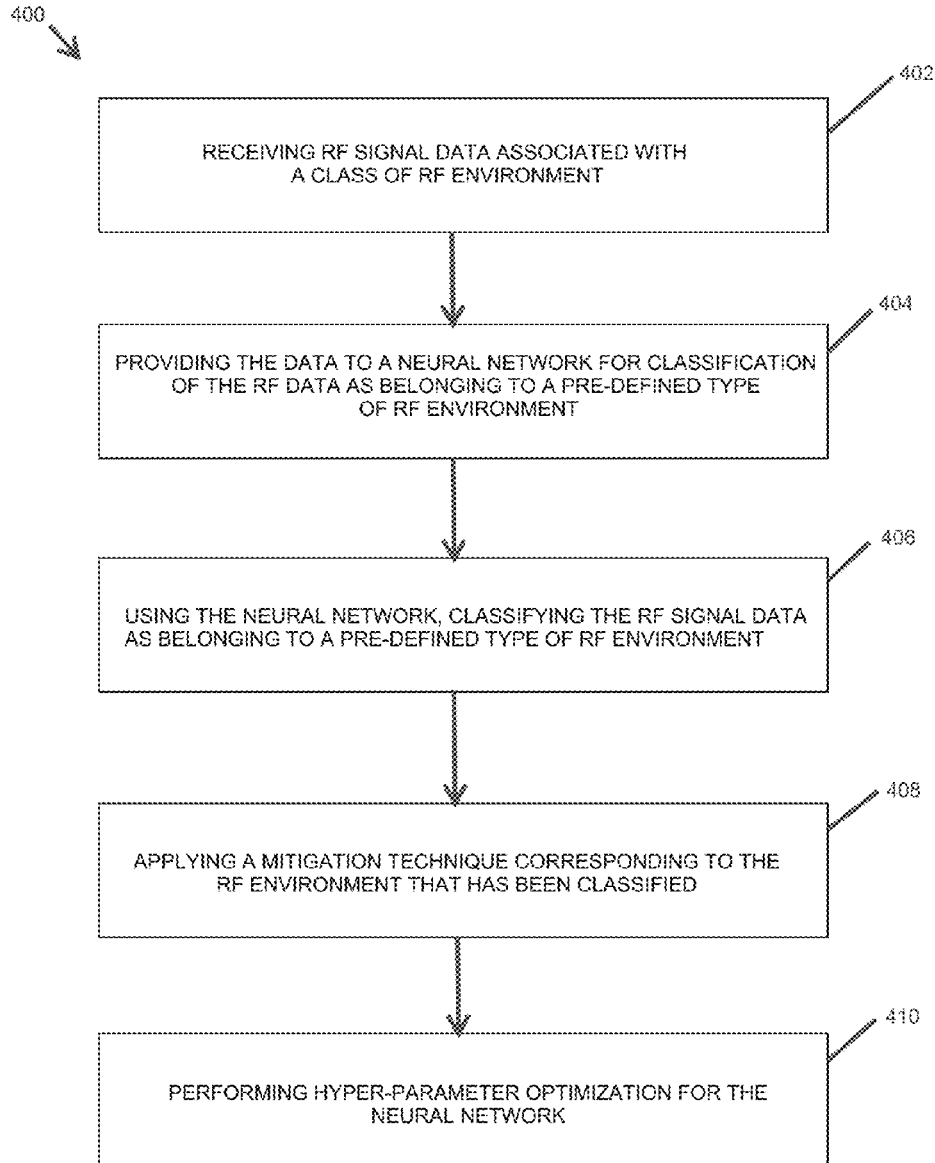 400
402
RECEIVING RF SIGNAL DATA ASSOCIATED WITH
A CLASS OF RF ENVIRONMENT
404
PROVIDING THE DATA TO A NEURAL NETWORK FOR CLASSIFICATION
OF THE RF DATA AS BELONGING TO A PRE-DEFINED TYPE
OF RF ENVIRONMENT
406
USING THE NEURAL NETWORK, CLASSIFYING THE RF SIGNAL DATA
AS BELONGING TO A PRE-DEFINED TYPE OF RF ENVIRONMENT
408
APPLYING A MITIGATION TECHNIQUE CORRESPONDING TO THE
RF ENVIRONMENT THAT HAS BEEN CLASSIFIED
410
PERFORMING HYPER-PARAMETER OPTIMIZATION FOR THE
NEURAL NETWORK